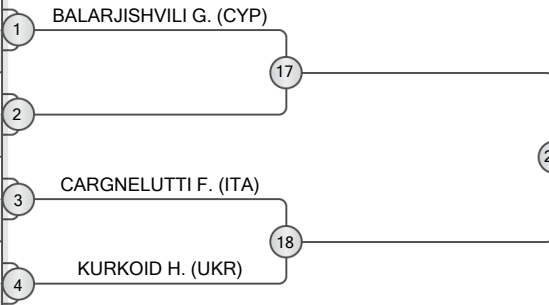 BALARJISHVILI G. (CYP)
1
17
2
CARGNELUTTI F. (ITA)
3
18
KURKOID H. (UKR)
4